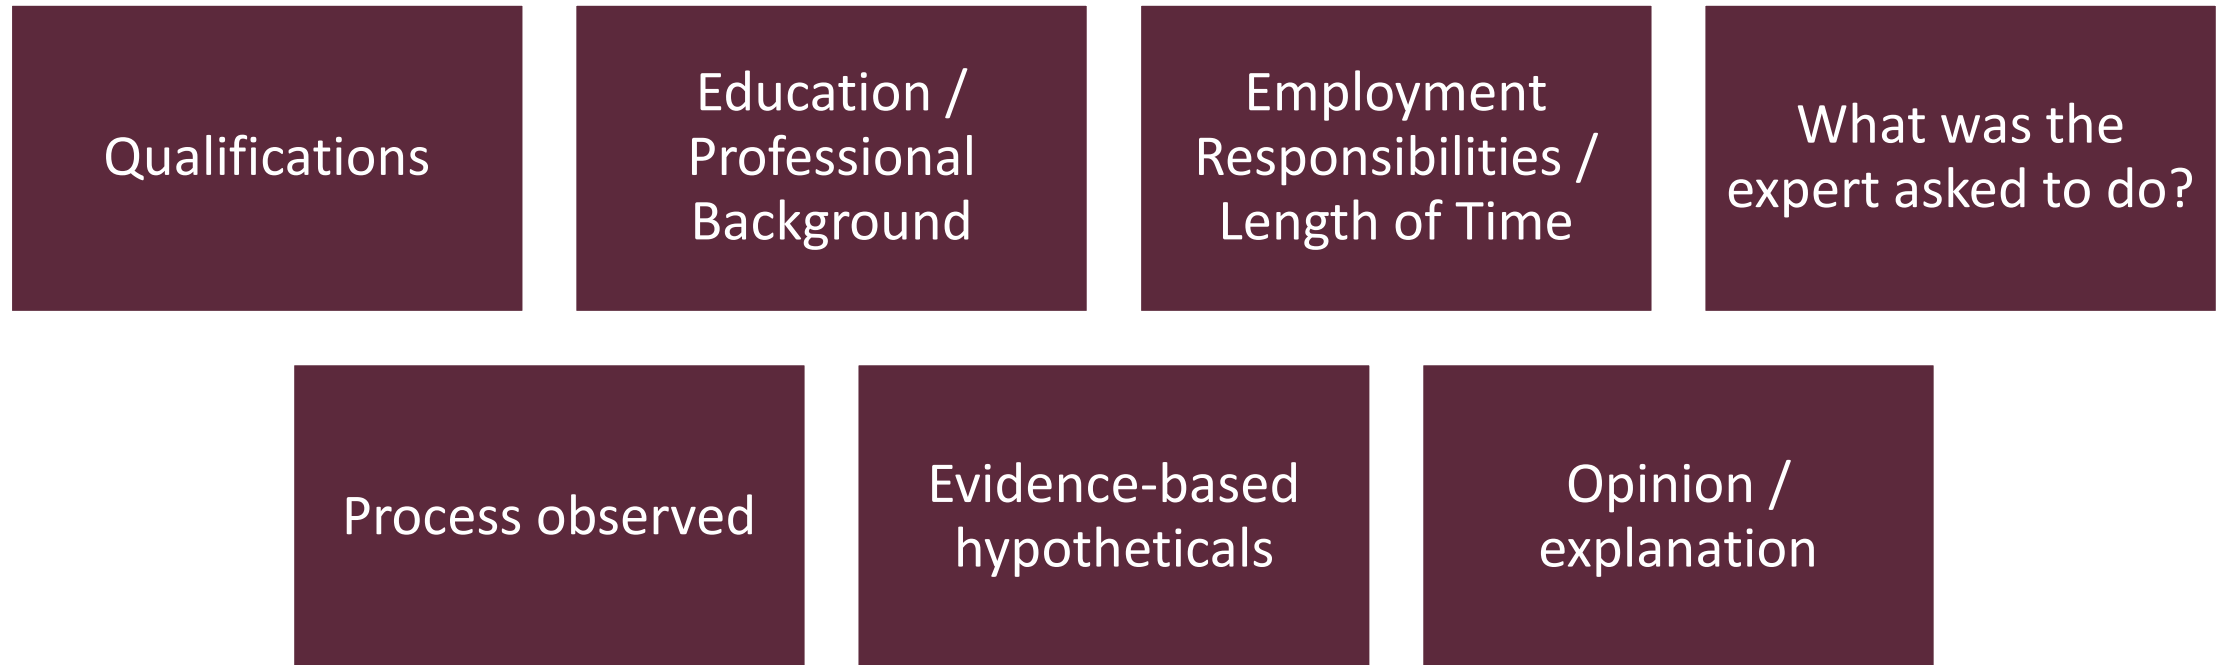 Qualifications
Education /
Professional
Background
Employment
Responsibilities /
Length of Time
What was the
expert asked to do?
Process observed
Evidence-based
hypotheticals
Opinion /
explanation